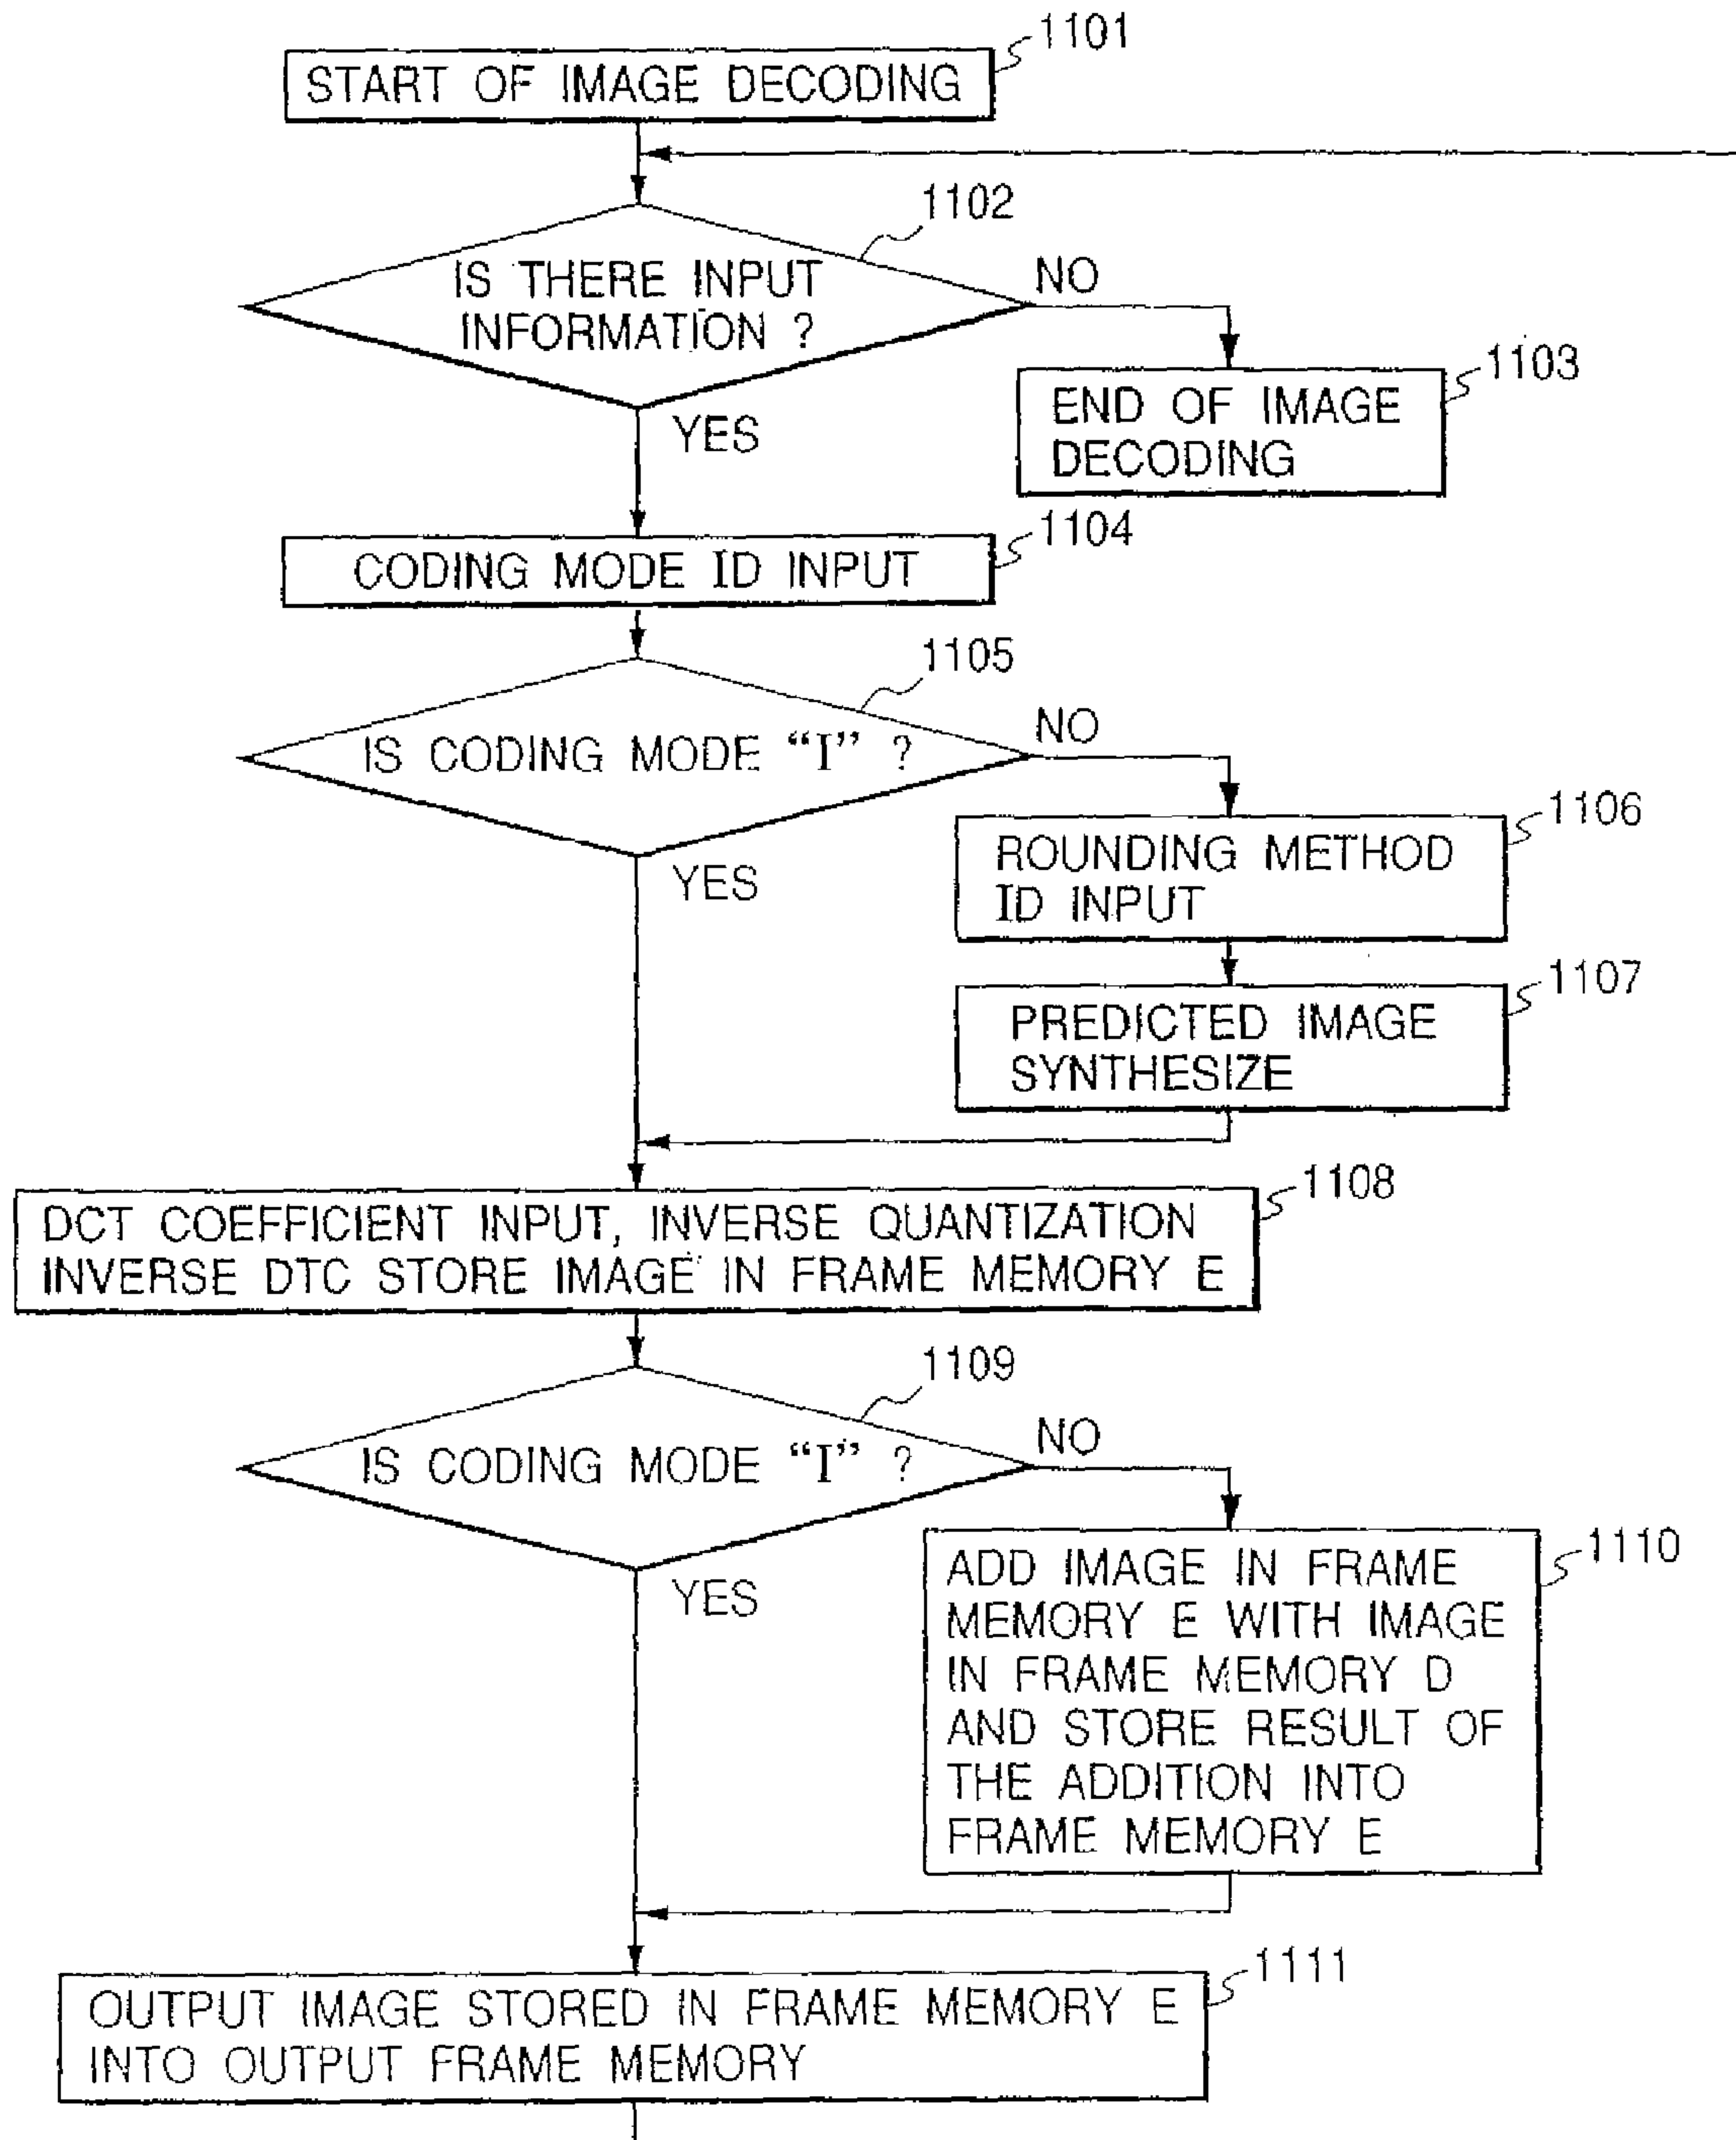 1101
START OF IMAGE DECODING
1102
IS THERE INPUT
INFORMATION ?
NO
YES
1103
END OF IMAGE
DECODING
1104
CODING MODE ID INPUT
1105
IS CODING MODE “I” ?
NO
YES
1106
ROUNDING METHOD
ID INPUT
1107
PREDICTED IMAGE
SYNTHESIZE
1108
DCT COEFFICIENT INPUT, INVERSE QUANTIZATION
INVERSE DTC STORE IMAGE IN FRAME MEMORY E
1109
IS CODING MODE “I” ?
NO
YES
1110
ADD IMAGE IN FRAME
MEMORY E WITH IMAGE
IN FRAME MEMORY D
AND STORE RESULT OF
THE ADDITION INTO
FRAME MEMORY E
1111
OUTPUT IMAGE STORED IN FRAME MEMORY E
INTO OUTPUT FRAME MEMORY